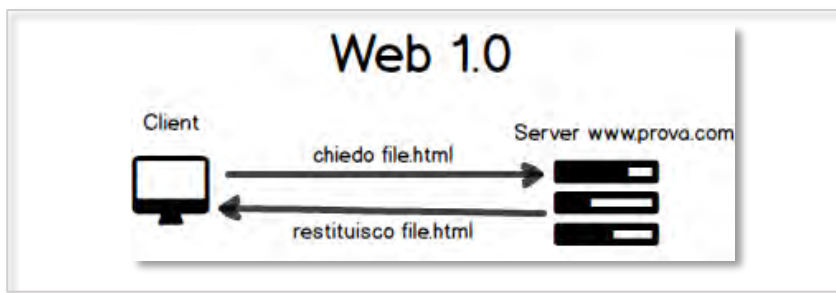 Web 1.0
Client
Server www.prova.com
chiedo file.html
restituisco file.html